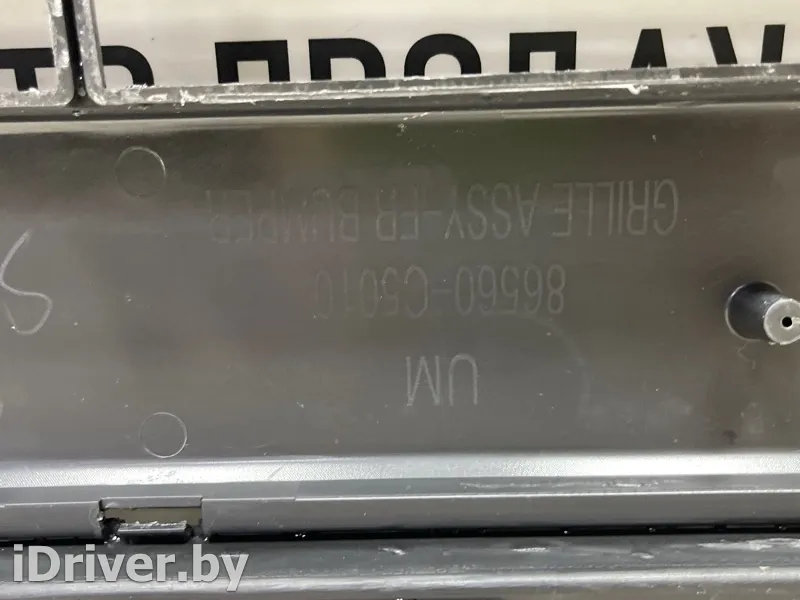 GRILLE ASSY-FR BUMPER
86560-C5010
UM
iDriver.by